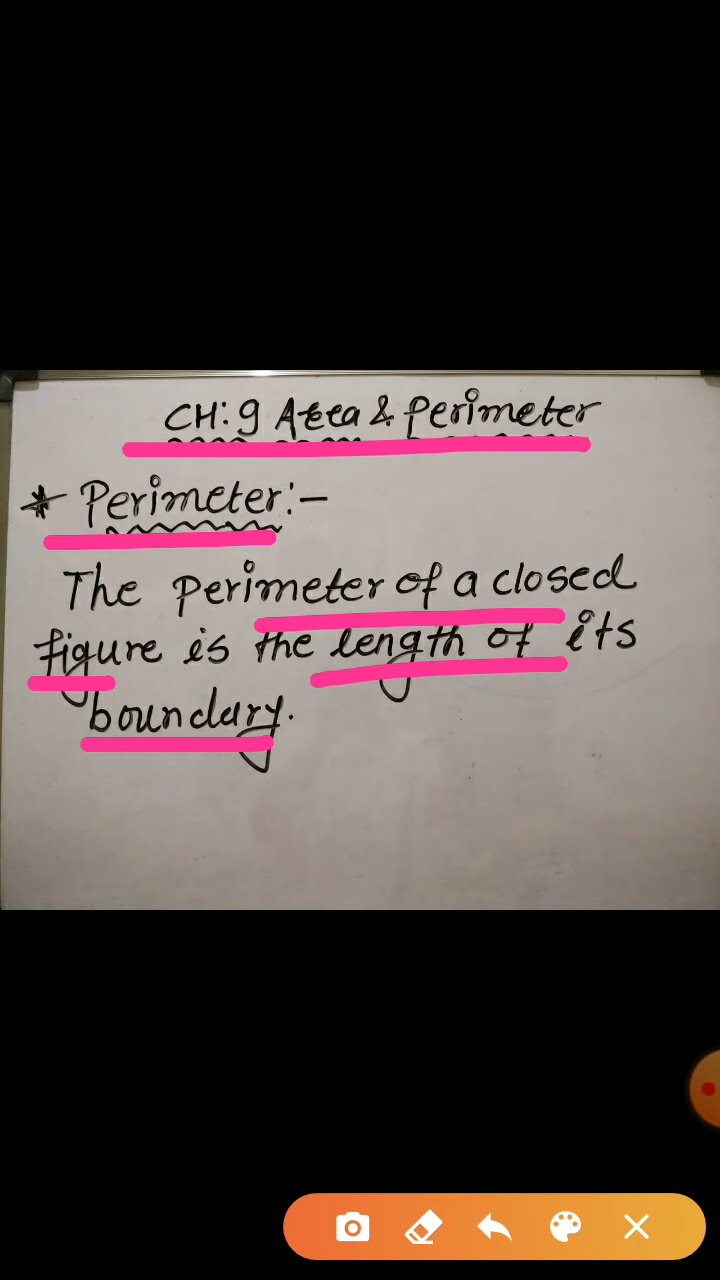 CH: 9 Area & Perimeter
* Perimeter:-
The Perimeter of a closed
figure is the length of its
boundary.